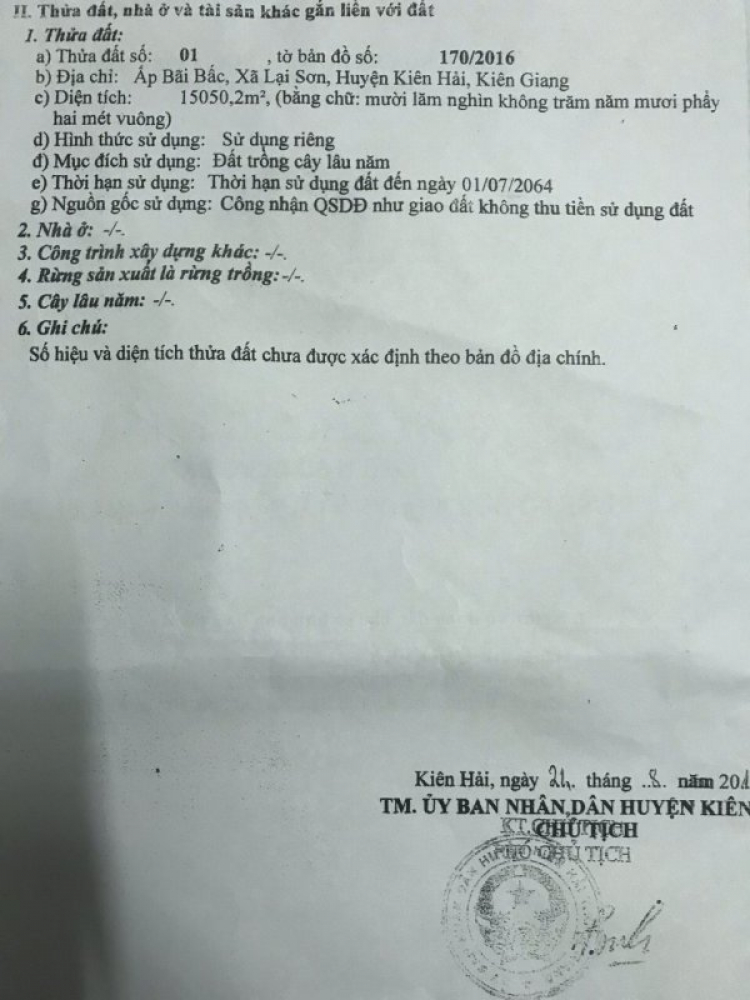 II. Thửa đất, nhà ở và tài sản khác gắn liền với đất
1. Thửa đất:
a) Thửa đất số: 01 , tờ bản đồ số: 170/2016
b) Địa chỉ: Ấp Bãi Bấc, Xã Lại Sơn, Huyện Kiên Hải, Kiên Giang
c) Diện tích: 15050,2m², (bằng chữ: mười lăm nghìn không trăm năm mươi phẩy
hai mét vuông)
d) Hình thức sử dụng: Sử dụng riêng
đ) Mục đích sử dụng: Đất trồng cây lâu năm
e) Thời hạn sử dụng: Thời hạn sử dụng đất đến ngày 01/07/2064
g) Nguồn gốc sử dụng: Công nhận QSDĐ như giao đất không thu tiền sử dụng đất
2. Nhà ở: -/-.
3. Công trình xây dựng khác: -/-.
4. Rừng sản xuất là rừng trồng: -/-.
5. Cây lâu năm: -/-.
6. Ghi chú:
Số hiệu và diện tích thửa đất chưa được xác định theo bản đồ địa chính.
Kiên Hải, ngày tháng .8. năm 201
TM. ỦY BAN NHÂN DÂN HUYỆN KIÊN
KT. CHỦ TỊCH
PHÓ CHỦ TỊCH